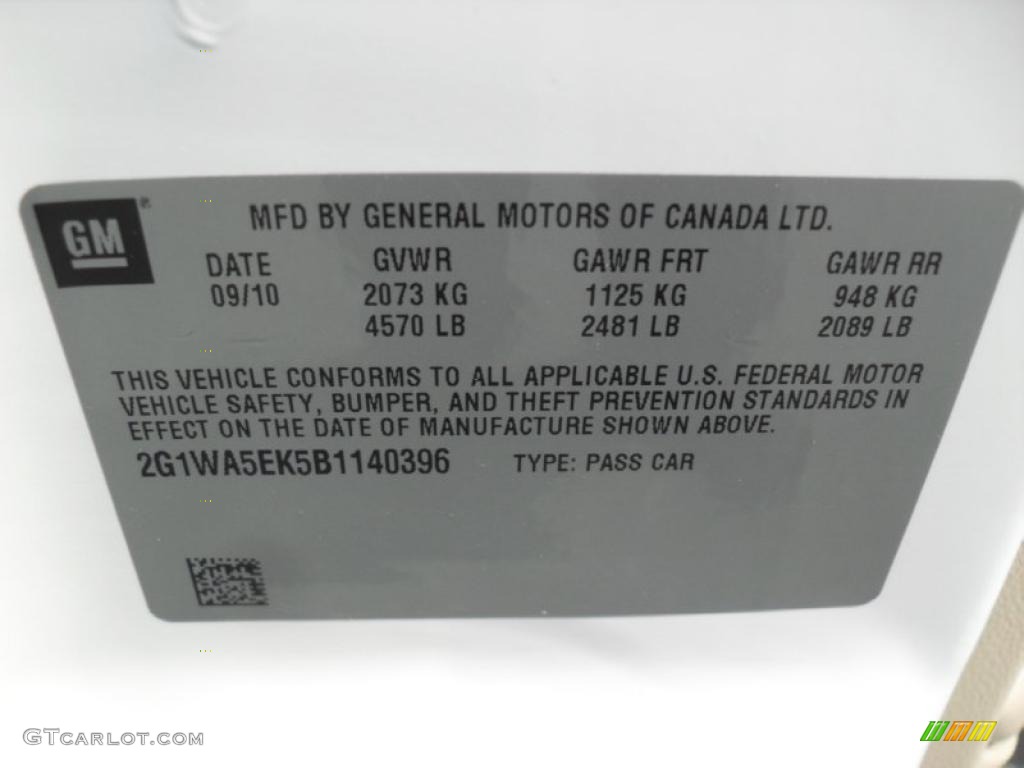 GM®
MFD BY GENERAL MOTORS OF CANADA LTD.
DATE GVWR GAWR FRT GAWR RR
09/10 2073 KG 1125 KG 948 KG
4570 LB 2481 LB 2089 LB
THIS VEHICLE CONFORMS TO ALL APPLICABLE U.S. FEDERAL MOTOR
VEHICLE SAFETY, BUMPER, AND THEFT PREVENTION STANDARDS IN
EFFECT ON THE DATE OF MANUFACTURE SHOWN ABOVE.
2G1WA5EK5B1140396 TYPE: PASS CAR
GTCARLOT.COM